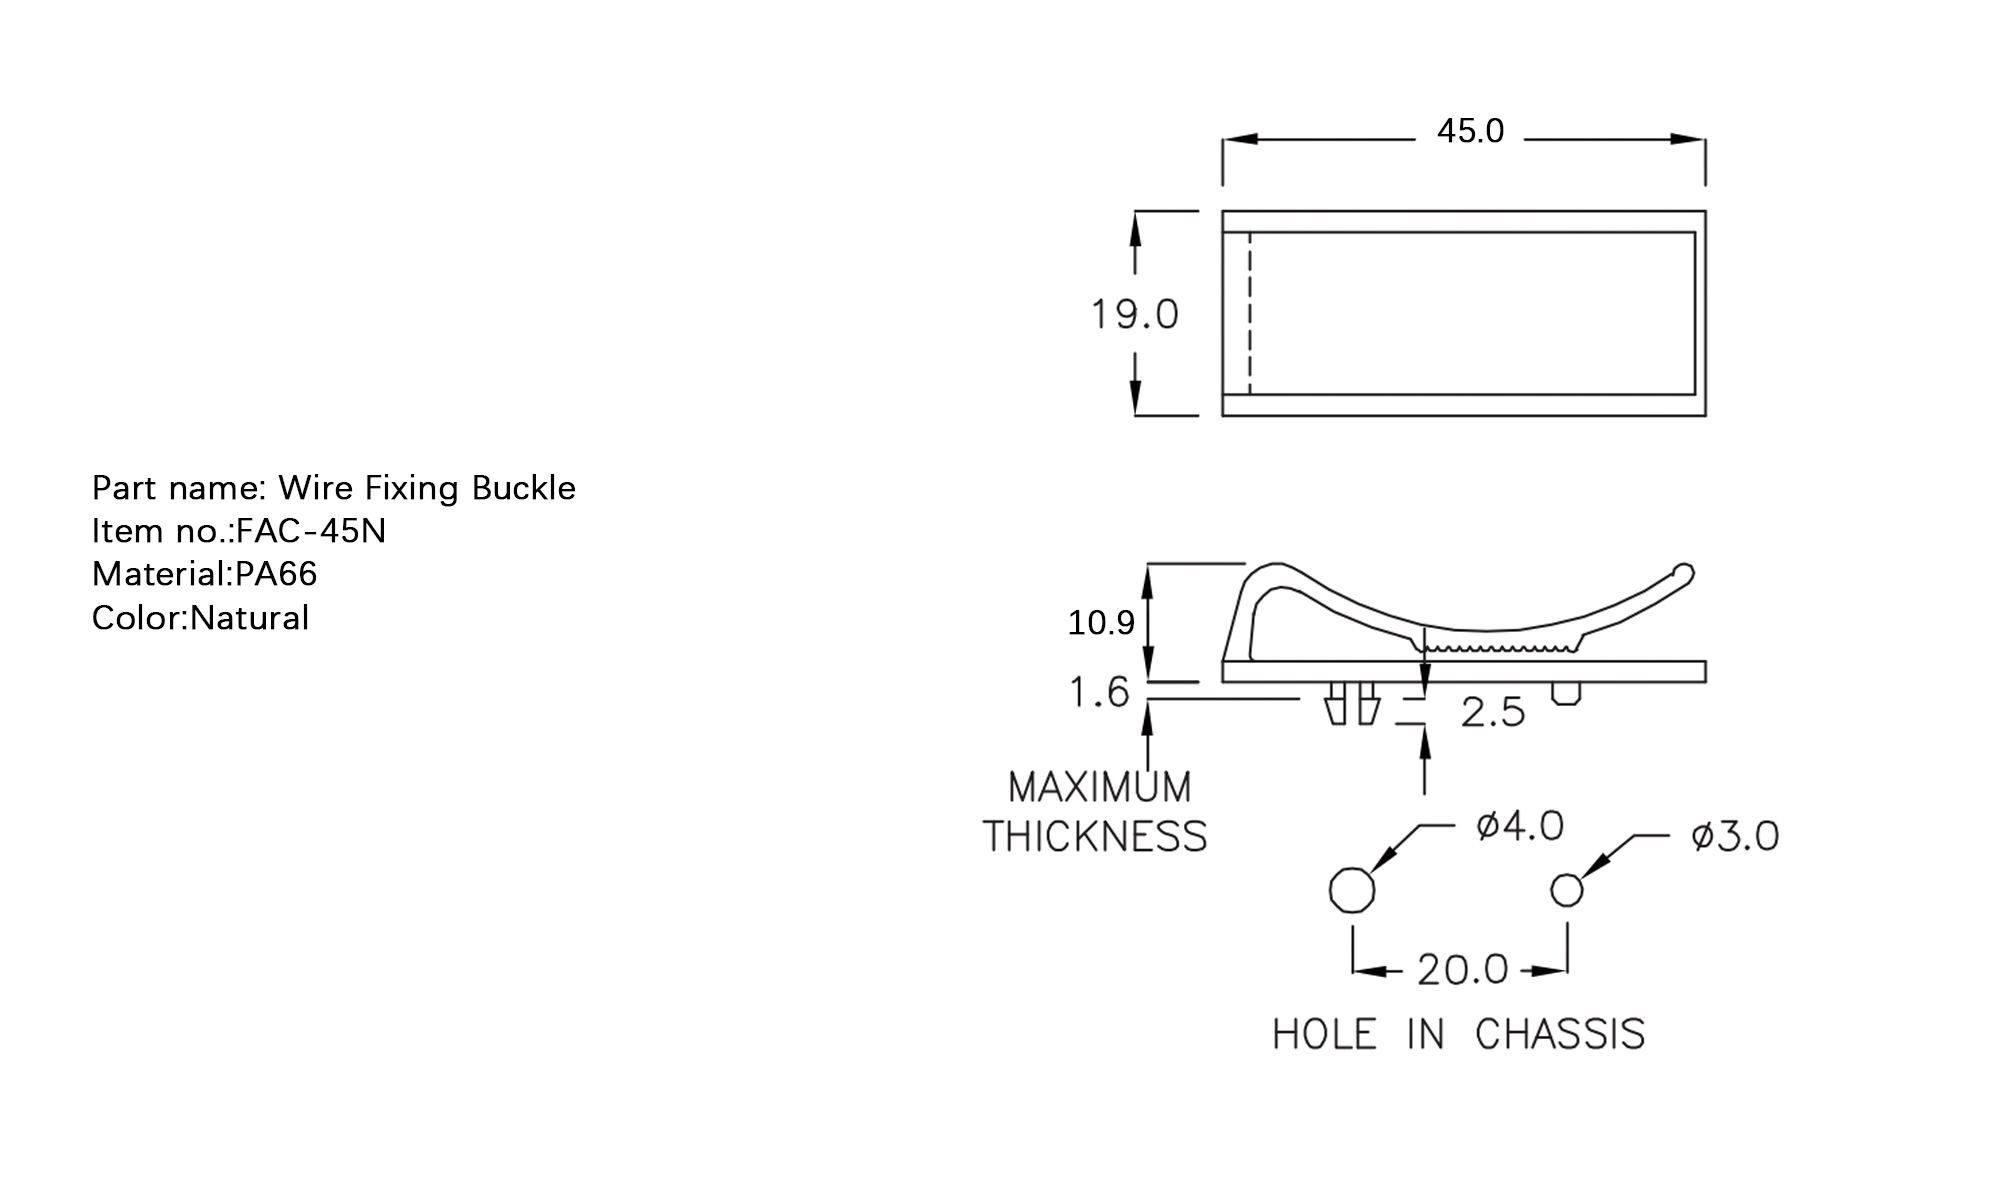 Part name: Wire Fixing Buckle
Item no.:FAC-45N
Material:PA66
Color:Natural
45.0
19.0
10.9
1.6
2.5
MAXIMUM
THICKNESS
ø4.0
ø3.0
20.0
HOLE IN CHASSIS